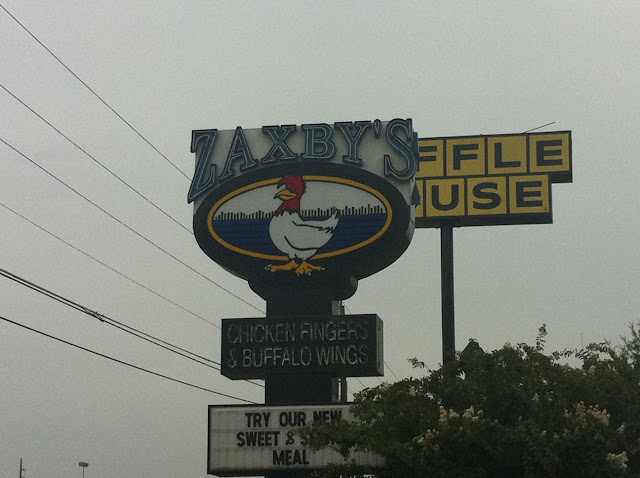 ZAXBY'S
FFLE
USE
CHICKEN FINGERS
& BUFFALO WINGS
TRY OUR NEW
SWEET &
MEAL